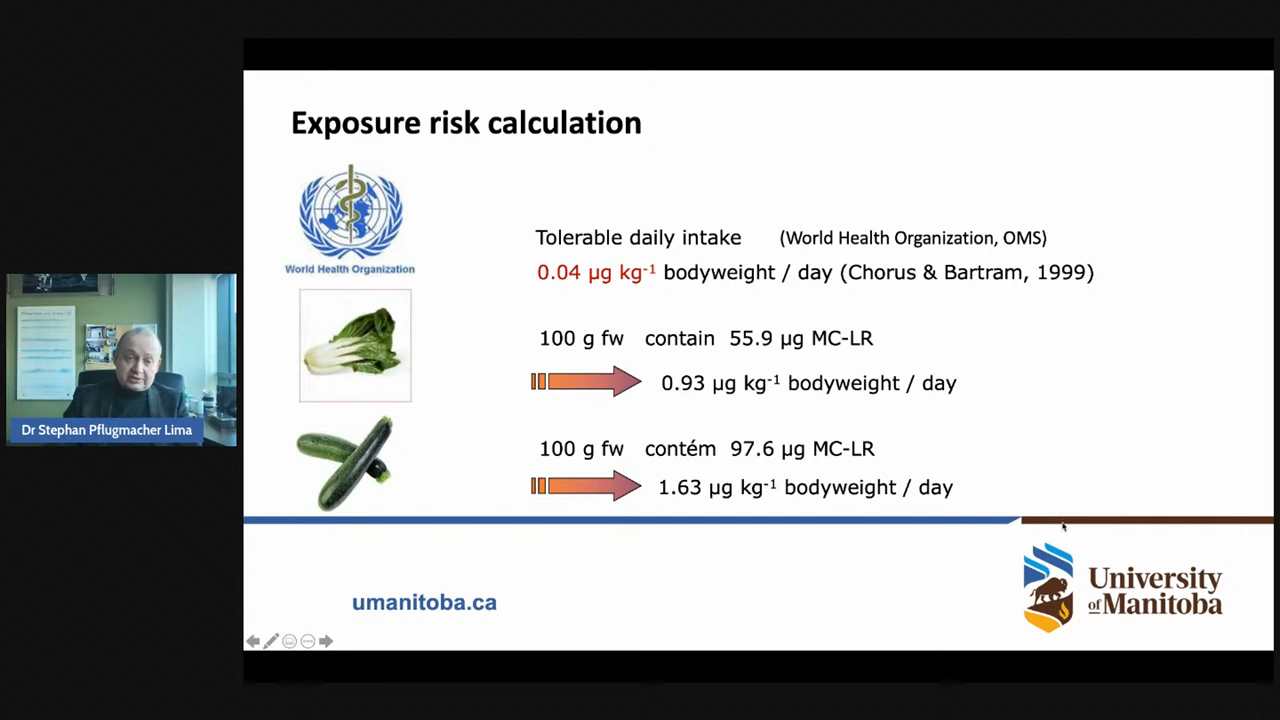 Exposure risk calculation
World Health Organization
Tolerable daily intake (World Health Organization, OMS)
0.04 µg kg⁻¹ bodyweight / day (Chorus & Bartram, 1999)
100 g fw contain 55.9 µg MC-LR
0.93 µg kg⁻¹ bodyweight / day
100 g fw contém 97.6 µg MC-LR
1.63 µg kg⁻¹ bodyweight / day
Dr Stephan Pflugmacher Lima
umanitoba.ca
University
of Manitoba